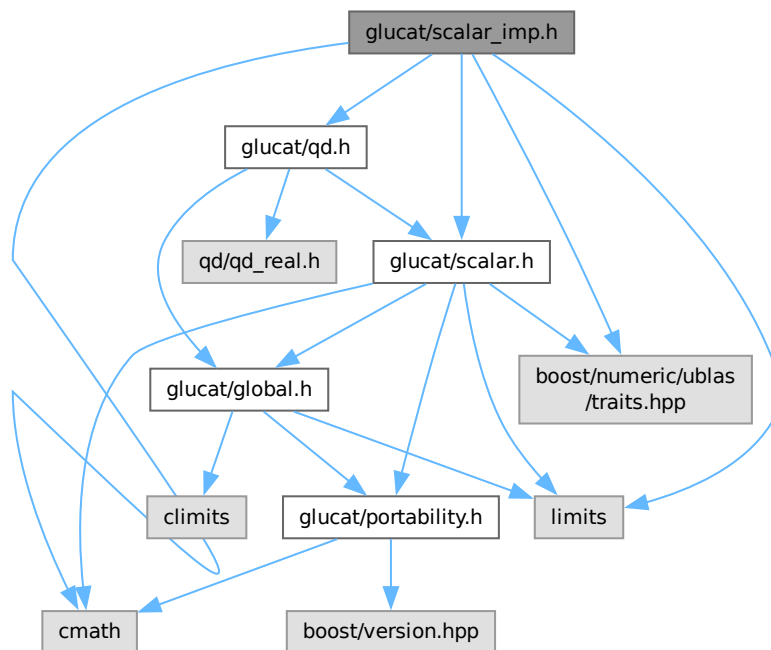 glucat/scalar_imp.h
glucat/qd.h
qd/qd_real.h
glucat/scalar.h
boost/numeric/ublas
/traits.hpp
glucat/global.h
climits
glucat/portability.h
limits
cmath
boost/version.hpp